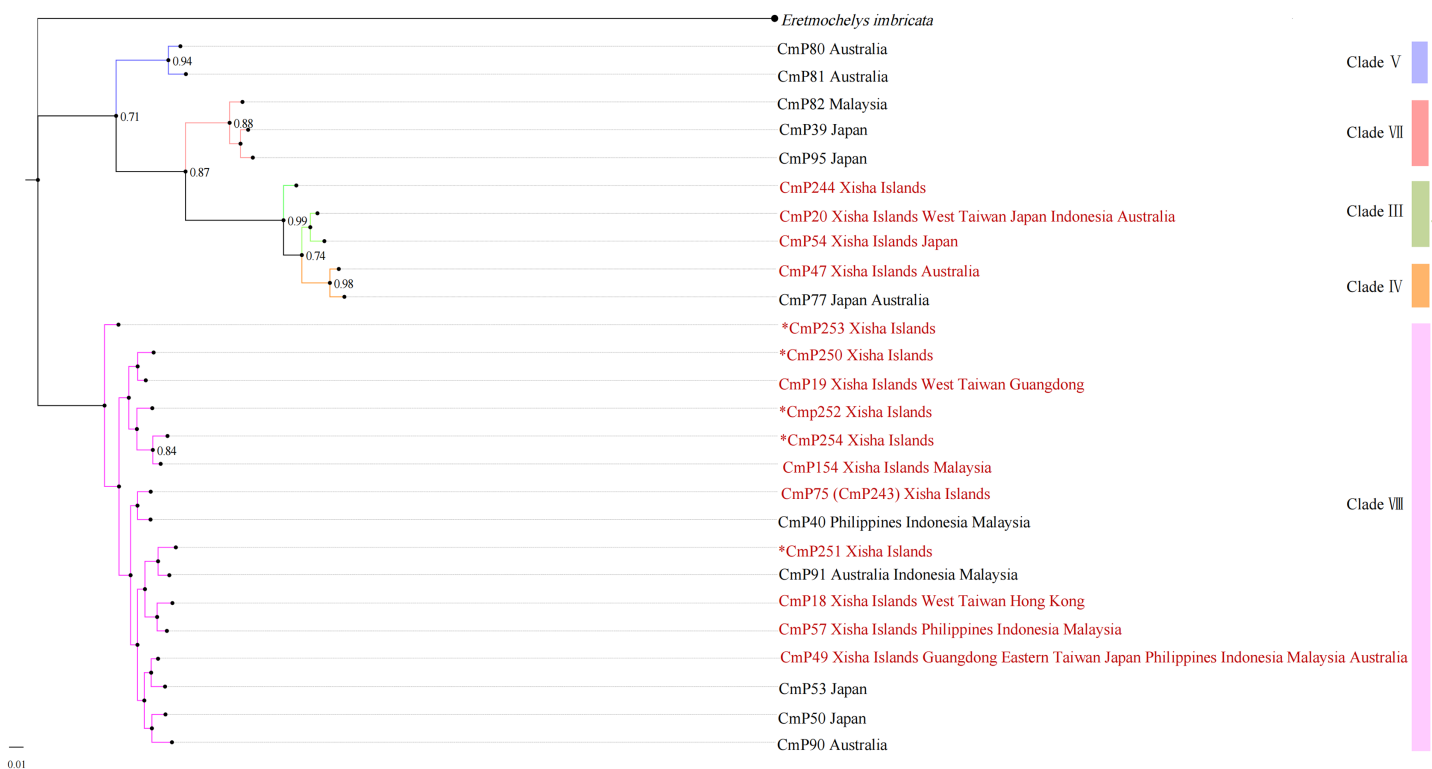 Eretmochelys imbricata
CmP80 Australia
Clade Ⅴ
0.94
CmP81 Australia
CmP82 Malaysia
0.88
CmP39 Japan
Clade Ⅶ
0.71
CmP95 Japan
0.87
CmP244 Xisha Islands
CmP20 Xisha Islands West Taiwan Japan Indonesia Australia
Clade Ⅲ
0.99
CmP54 Xisha Islands Japan
0.74
CmP47 Xisha Islands Australia
0.98
Clade Ⅳ
CmP77 Japan Australia
*CmP253 Xisha Islands
*CmP250 Xisha Islands
CmP19 Xisha Islands West Taiwan Guangdong
*Cmp252 Xisha Islands
*CmP254 Xisha Islands
0.84
CmP154 Xisha Islands Malaysia
CmP75 (CmP243) Xisha Islands
Clade Ⅷ
CmP40 Philippines Indonesia Malaysia
*CmP251 Xisha Islands
CmP91 Australia Indonesia Malaysia
CmP18 Xisha Islands West Taiwan Hong Kong
CmP57 Xisha Islands Philippines Indonesia Malaysia
CmP49 Xisha Islands Guangdong Eastern Taiwan Japan Philippines Indonesia Malaysia Australia
CmP53 Japan
CmP50 Japan
CmP90 Australia
0.01